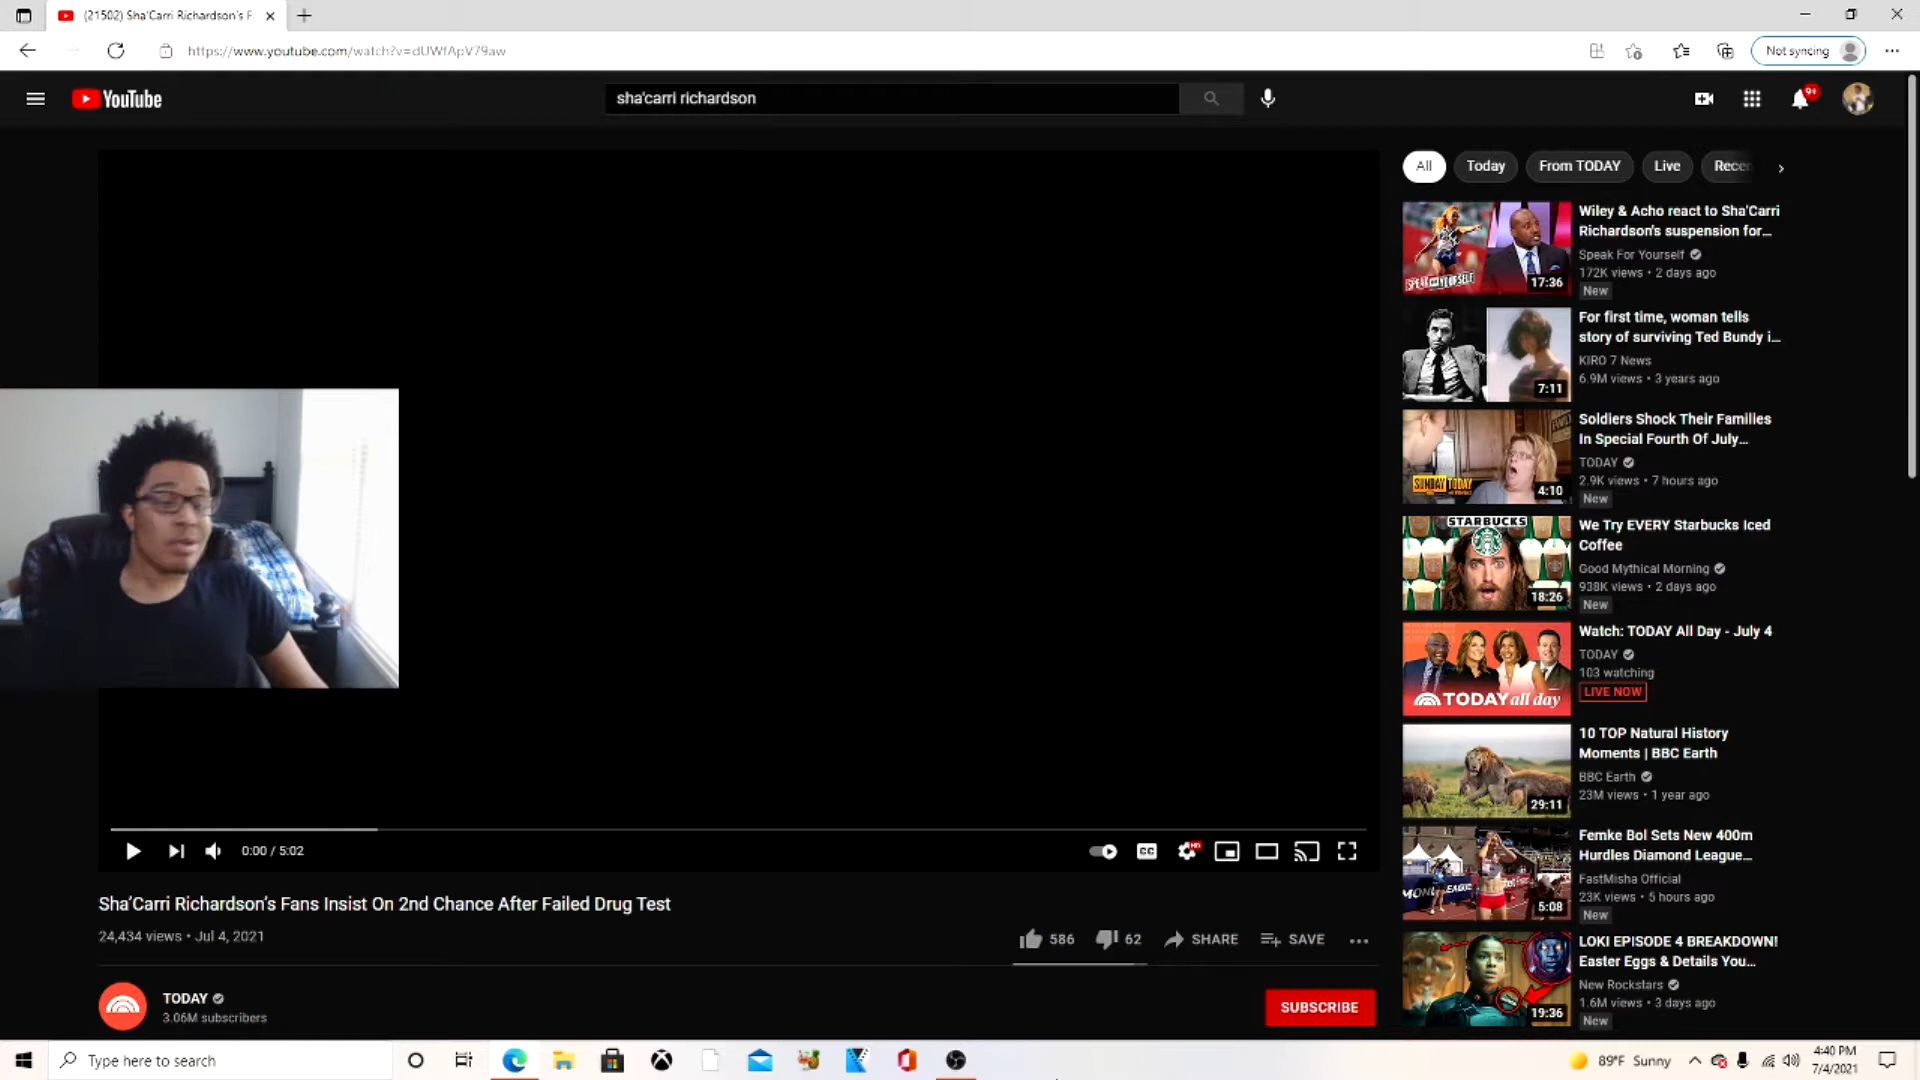 (21502) Sha'Carri Richardson's F
https://www.youtube.com/watch?v=dUWfApV79aw
Not syncing
YouTube
sha'carri richardson
9+
All
Today
From TODAY
Live
Recen
Wiley & Acho react to Sha'Carri
Richardson's suspension for...
Speak For Yourself
172K views • 2 days ago
New
SPEAK FOR YOURSELF
17:36
For first time, woman tells
story of surviving Ted Bundy i...
KIRO 7 News
6.9M views • 3 years ago
7:11
Soldiers Shock Their Families
In Special Fourth Of July...
TODAY
2.9K views • 7 hours ago
New
SUNDAY TODAY
4:10
We Try EVERY Starbucks Iced
Coffee
Good Mythical Morning
938K views • 2 days ago
New
STARBUCKS
18:26
Watch: TODAY All Day - July 4
TODAY
103 watching
LIVE NOW
TODAY all day
10 TOP Natural History
Moments | BBC Earth
BBC Earth
23M views • 1 year ago
29:11
Femke Bol Sets New 400m
Hurdles Diamond League...
FastMisha Official
23K views • 5 hours ago
New
5:08
LOKI EPISODE 4 BREAKDOWN!
Easter Eggs & Details You...
New Rockstars
1.6M views • 3 days ago
New
19:36
0:00 / 5:02
CC
HD
Sha'Carri Richardson's Fans Insist On 2nd Chance After Failed Drug Test
24,434 views • Jul 4, 2021
586
62
SHARE
SAVE
TODAY
3.06M subscribers
SUBSCRIBE
Type here to search
89°F Sunny
4:40 PM
7/4/2021